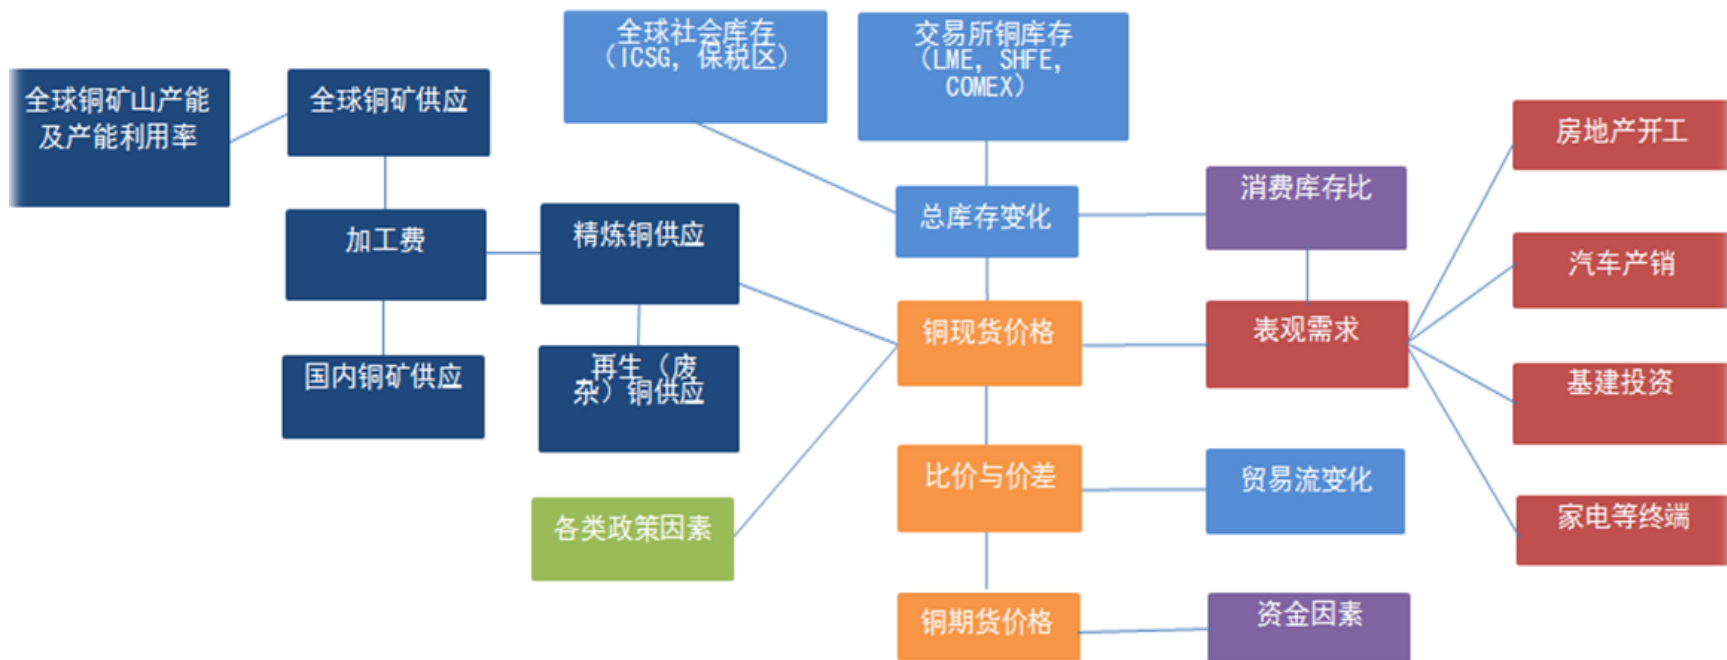 全球社会库存
（ICSG, 保税区）
交易所铜库存
（LME, SHFE,
COMEX）
全球铜矿山产能
及产能利用率
全球铜矿供应
房地产开工
消费库存比
总库存变化
加工费
精炼铜供应
汽车产销
铜现货价格
表观需求
国内铜矿供应
再生（废
杂）铜供应
基建投资
比价与价差
贸易流变化
各类政策因素
家电等终端
铜期货价格
资金因素